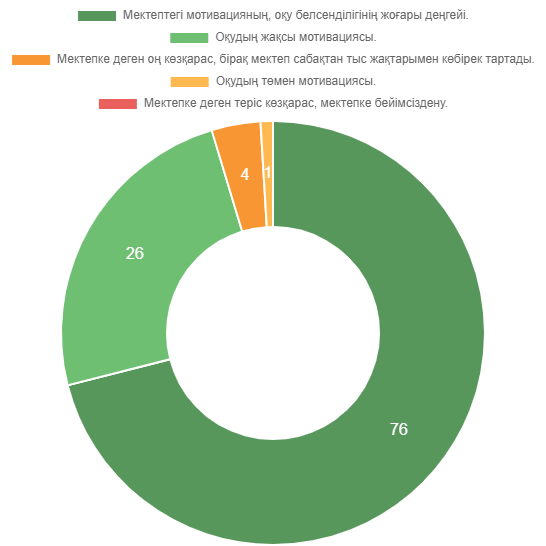 Мектептегі мотивацияның, оқу белсенділігінің жоғары деңгейі.
Оқудың жақсы мотивациясы.
Мектепке деген оң көзқарас, бірақ мектеп сабақтан тыс жақтарымен көбірек тартады.
Оқудың төмен мотивациясы.
Мектепке деген теріс көзқарас, мектепке бейімсіздену.
4
1
26
76